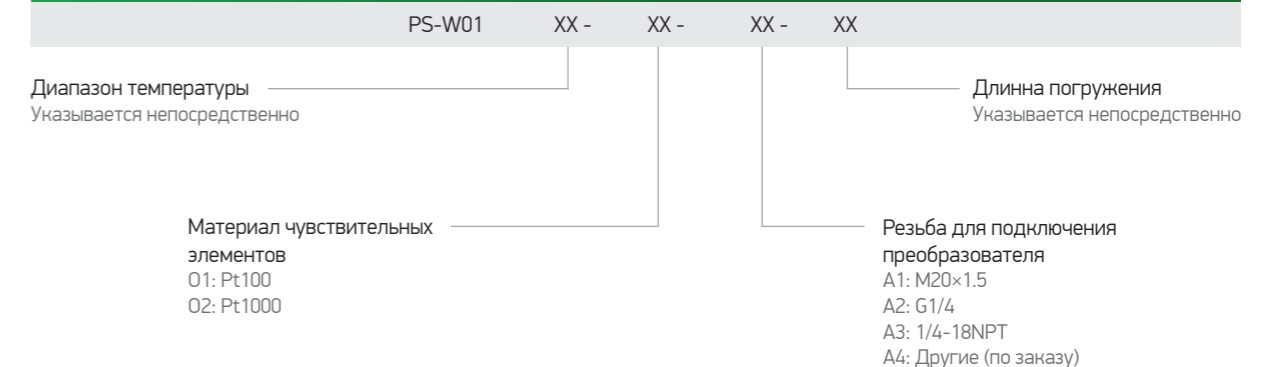 PS-W01 XX - XX - XX - XX
Диапазон температуры
Указывается непосредственно
Длинна погружения
Указывается непосредственно
Материал чувствительных
элементов
O1: Pt100
O2: Pt1000
Резьба для подключения
преобразователя
A1: M20×1.5
A2: G1/4
A3: 1/4-18NPT
A4: Другие (по заказу)